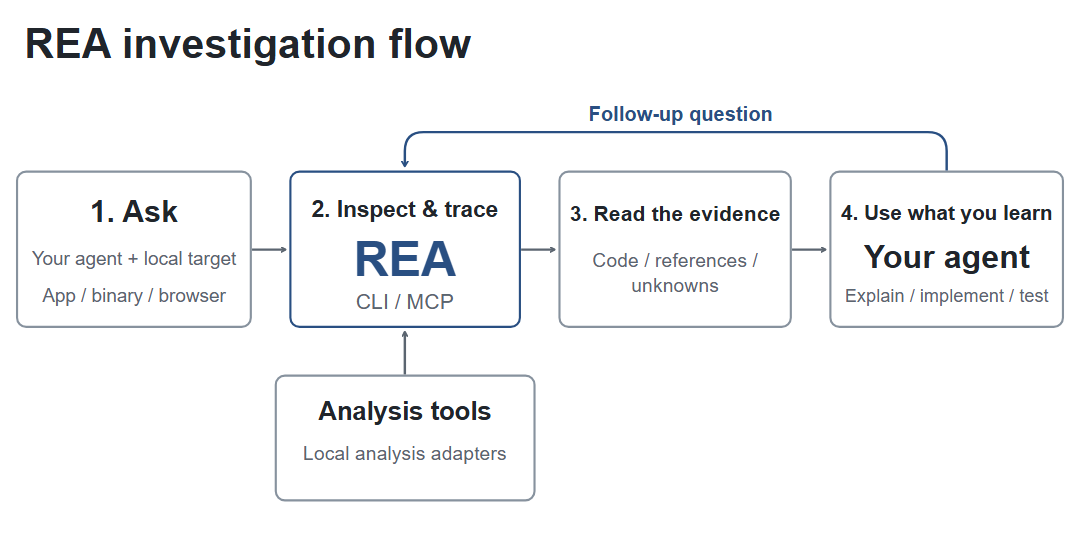 REA investigation flow
Follow-up question
1. Ask
Your agent + local target
App / binary / browser
2. Inspect & trace
REA
CLI / MCP
3. Read the evidence
Code / references /
unknowns
4. Use what you learn
Your agent
Explain / implement / test
Analysis tools
Local analysis adapters